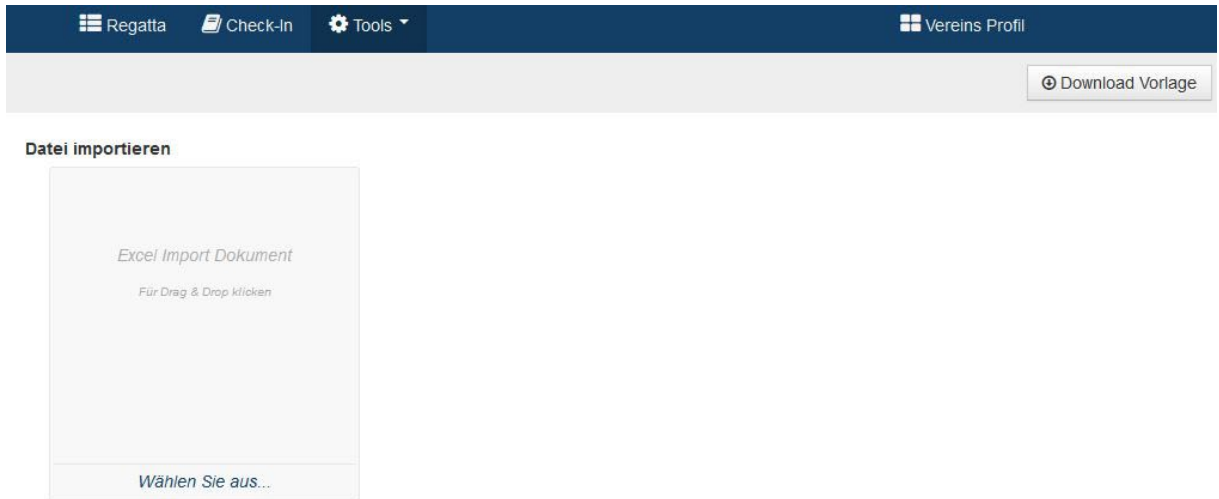 Regatta Check-In Tools Vereins Profil
Download Vorlage
Datei importieren
Excel Import Dokument
Für Drag & Drop klicken
Wählen Sie aus...